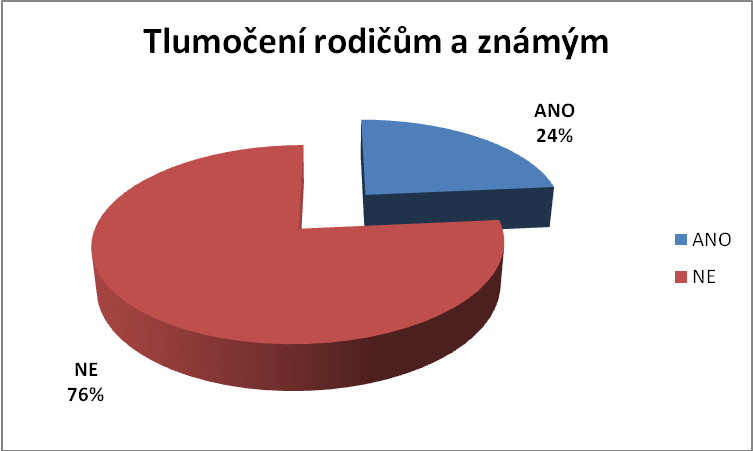 Tlumočení rodičům a známým
ANO
24%
ANO
NE
NE
76%